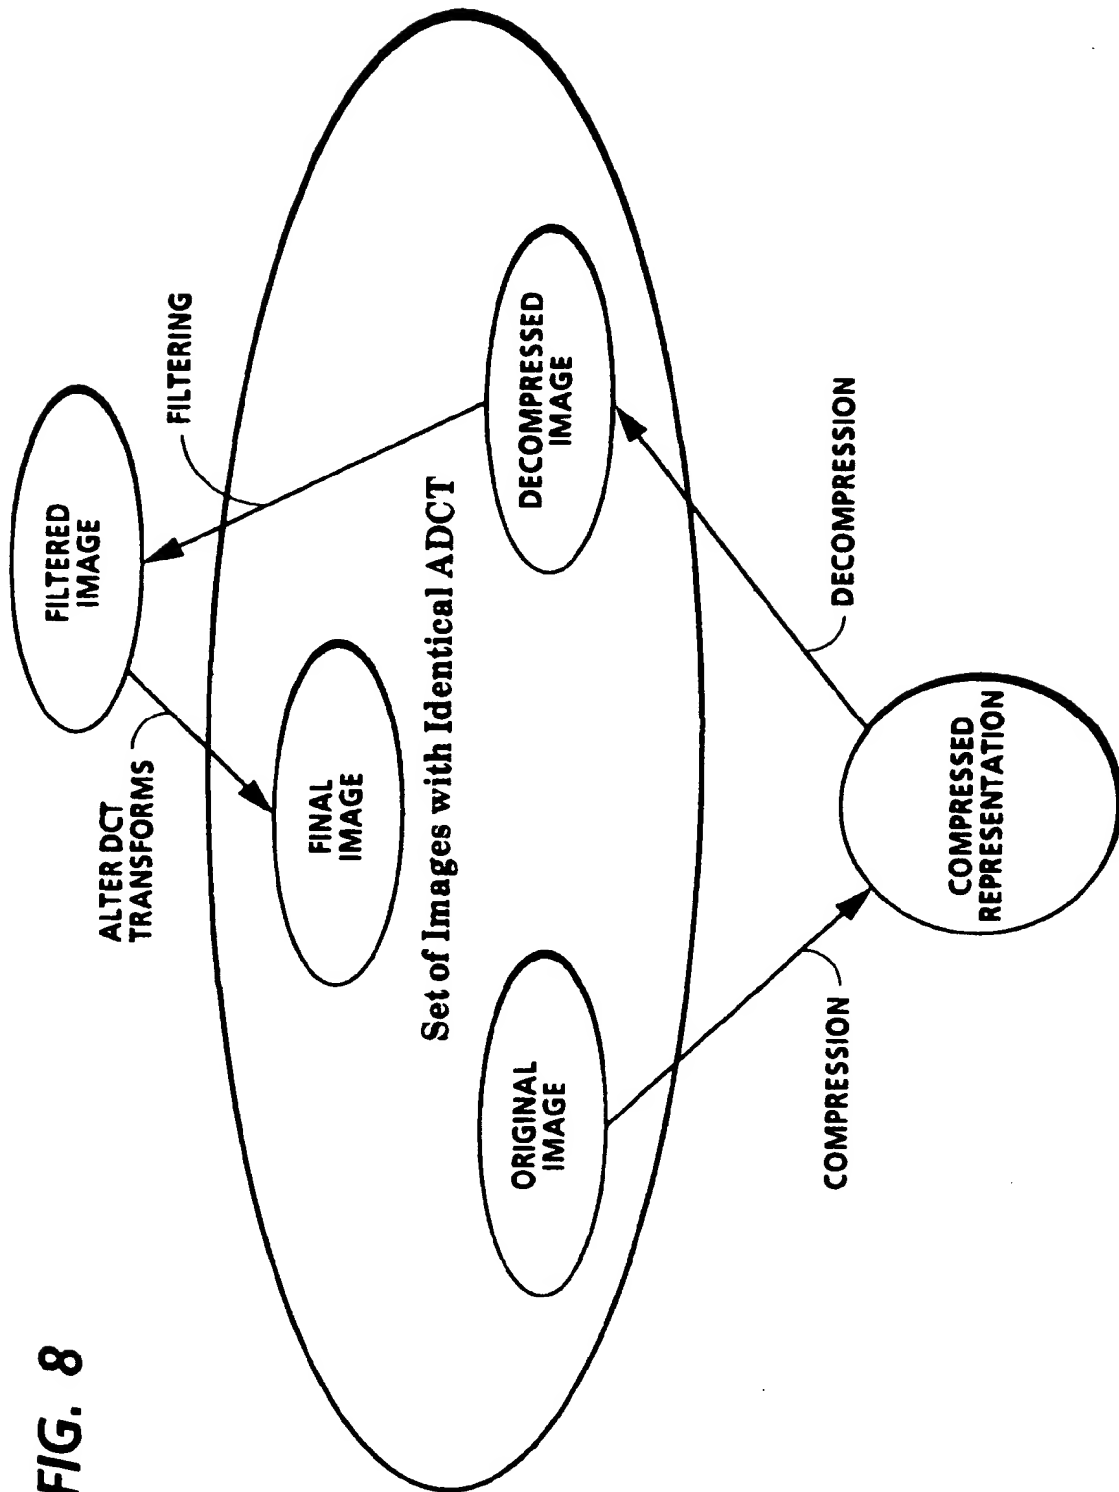 FIG. 8
FILTERED
IMAGE
FILTERING
ALTER DCT
TRANSFORMS
FINAL
IMAGE
Set of Images with Identical ADCT
ORIGINAL
IMAGE
DECOMPRESSED
IMAGE
COMPRESSION
DECOMPRESSION
COMPRESSED
REPRESENTATION